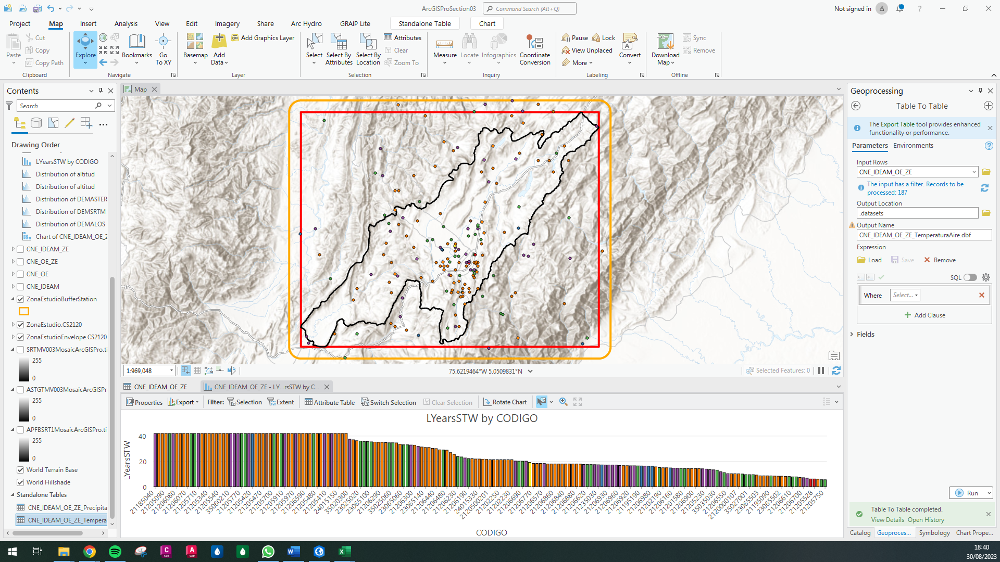 ArcGISProSection03
Command Search (Alt+Q)
Not signed in
?
Project
Map
Insert
Analysis
View
Edit
Imagery
Share
Arc Hydro
GRAIP Lite
Standalone Table
Chart
Paste
Cut
Copy
Copy Path
Clipboard
Explore
Bookmarks
Go
To XY
Navigate
Basemap
Add
Data
Add Graphics Layer
Layer
Select
Select By
Attributes
Select By
Location
Attributes
Clear
Zoom To
Selection
Measure
Locate
Infographics
Coordinate
Conversion
Inquiry
Pause
Lock
View Unplaced
More
Convert
Labeling
Download
Map
Sync
Remove
Offline
Contents
Search
Drawing Order
LYearsSTW by CODIGO
Distribution of altitud
Distribution of altitud
Distribution of DEMASTER
Distribution of DEMSRTM
Distribution of DEMALOS
Chart of CNE_IDEAM_OE_Z
CNE_IDEAM_ZE
CNE_OE_ZE
CNE_OE
CNE_IDEAM
ZonaEstudioBufferStation
ZonaEstudio.CS2120
ZonaEstudioEnvelope.CS2120
SRTMV003MosaicArcGISPro.ti
255
0
ASTGTMV003MosaicArcGISPr
255
0
APFBSRT1MosaicArcGISPro.ti
255
0
World Terrain Base
World Hillshade
Standalone Tables
CNE_IDEAM_OE_ZE_Precipita
CNE_IDEAM_OE_ZE_Tempera
Map
1:969,048
75.6219464°W 5.0509831°N
Selected Features: 0
CNE_IDEAM_OE_ZE
CNE_IDEAM_OE_ZE - LY...rsSTW by C...
Properties
Export
Filter:
Selection
Extent
Attribute Table
Switch Selection
Clear Selection
Rotate Chart
LYearsSTW by CODIGO
LYearsSTW
40
20
0
21185040
21205090
21206080
21206070
21205710
21205340
21205540
35060210
21205770
21205420
21205470
21205700
21205910
21205970
21206590
21205480
21205410
24015150
35020300
33025020
23065100
21206290
35025060
23065060
21206300
23065140
21206440
21206480
21206230
21206190
24015330
2120500201
21202250
21202230
21206690
21206770
21206570
21206860
21206840
21206880
21206620
21235030
21206930
21206960
21206920
21195190
21206980
21202190
21206160
21201580
21206900
21205230
35035030
21206550
2120000107
35027001
23065503
21195090
23065502
21206610
21206700
21205528
21205750
CODIGO
Geoprocessing
Table To Table
The Export Table tool provides enhanced
functionality or performance.
Parameters
Environments
?
Input Rows
CNE_IDEAM_OE_ZE
The input has a filter. Records to be
processed: 187
Output Location
.datasets
Output Name
CNE_IDEAM_OE_ZE_TemperaturaAire.dbf
Expression
Load
Save
Remove
SQL
Where
Select...
Add Clause
Fields
Run
Table To Table completed.
View Details Open History
Catalog
Geoproces...
Symbology
Chart Prope...
18:40
30/08/2023